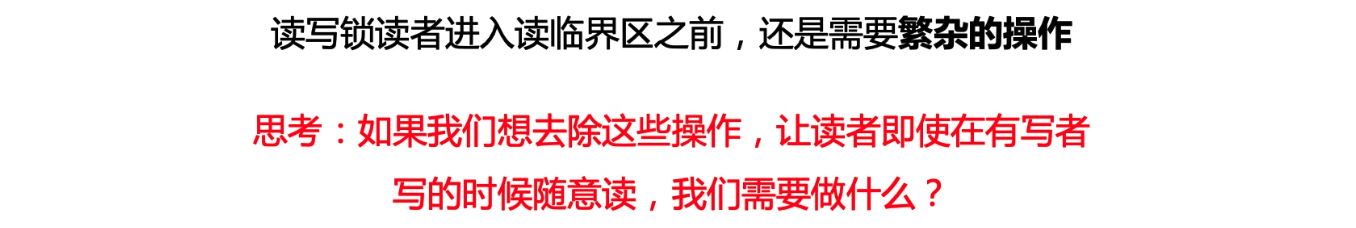 读写锁读者进入读临界区之前，还是需要繁杂的操作
思考：如果我们想去除这些操作，让读者即使在有写者
写的时候随意读，我们需要做什么？